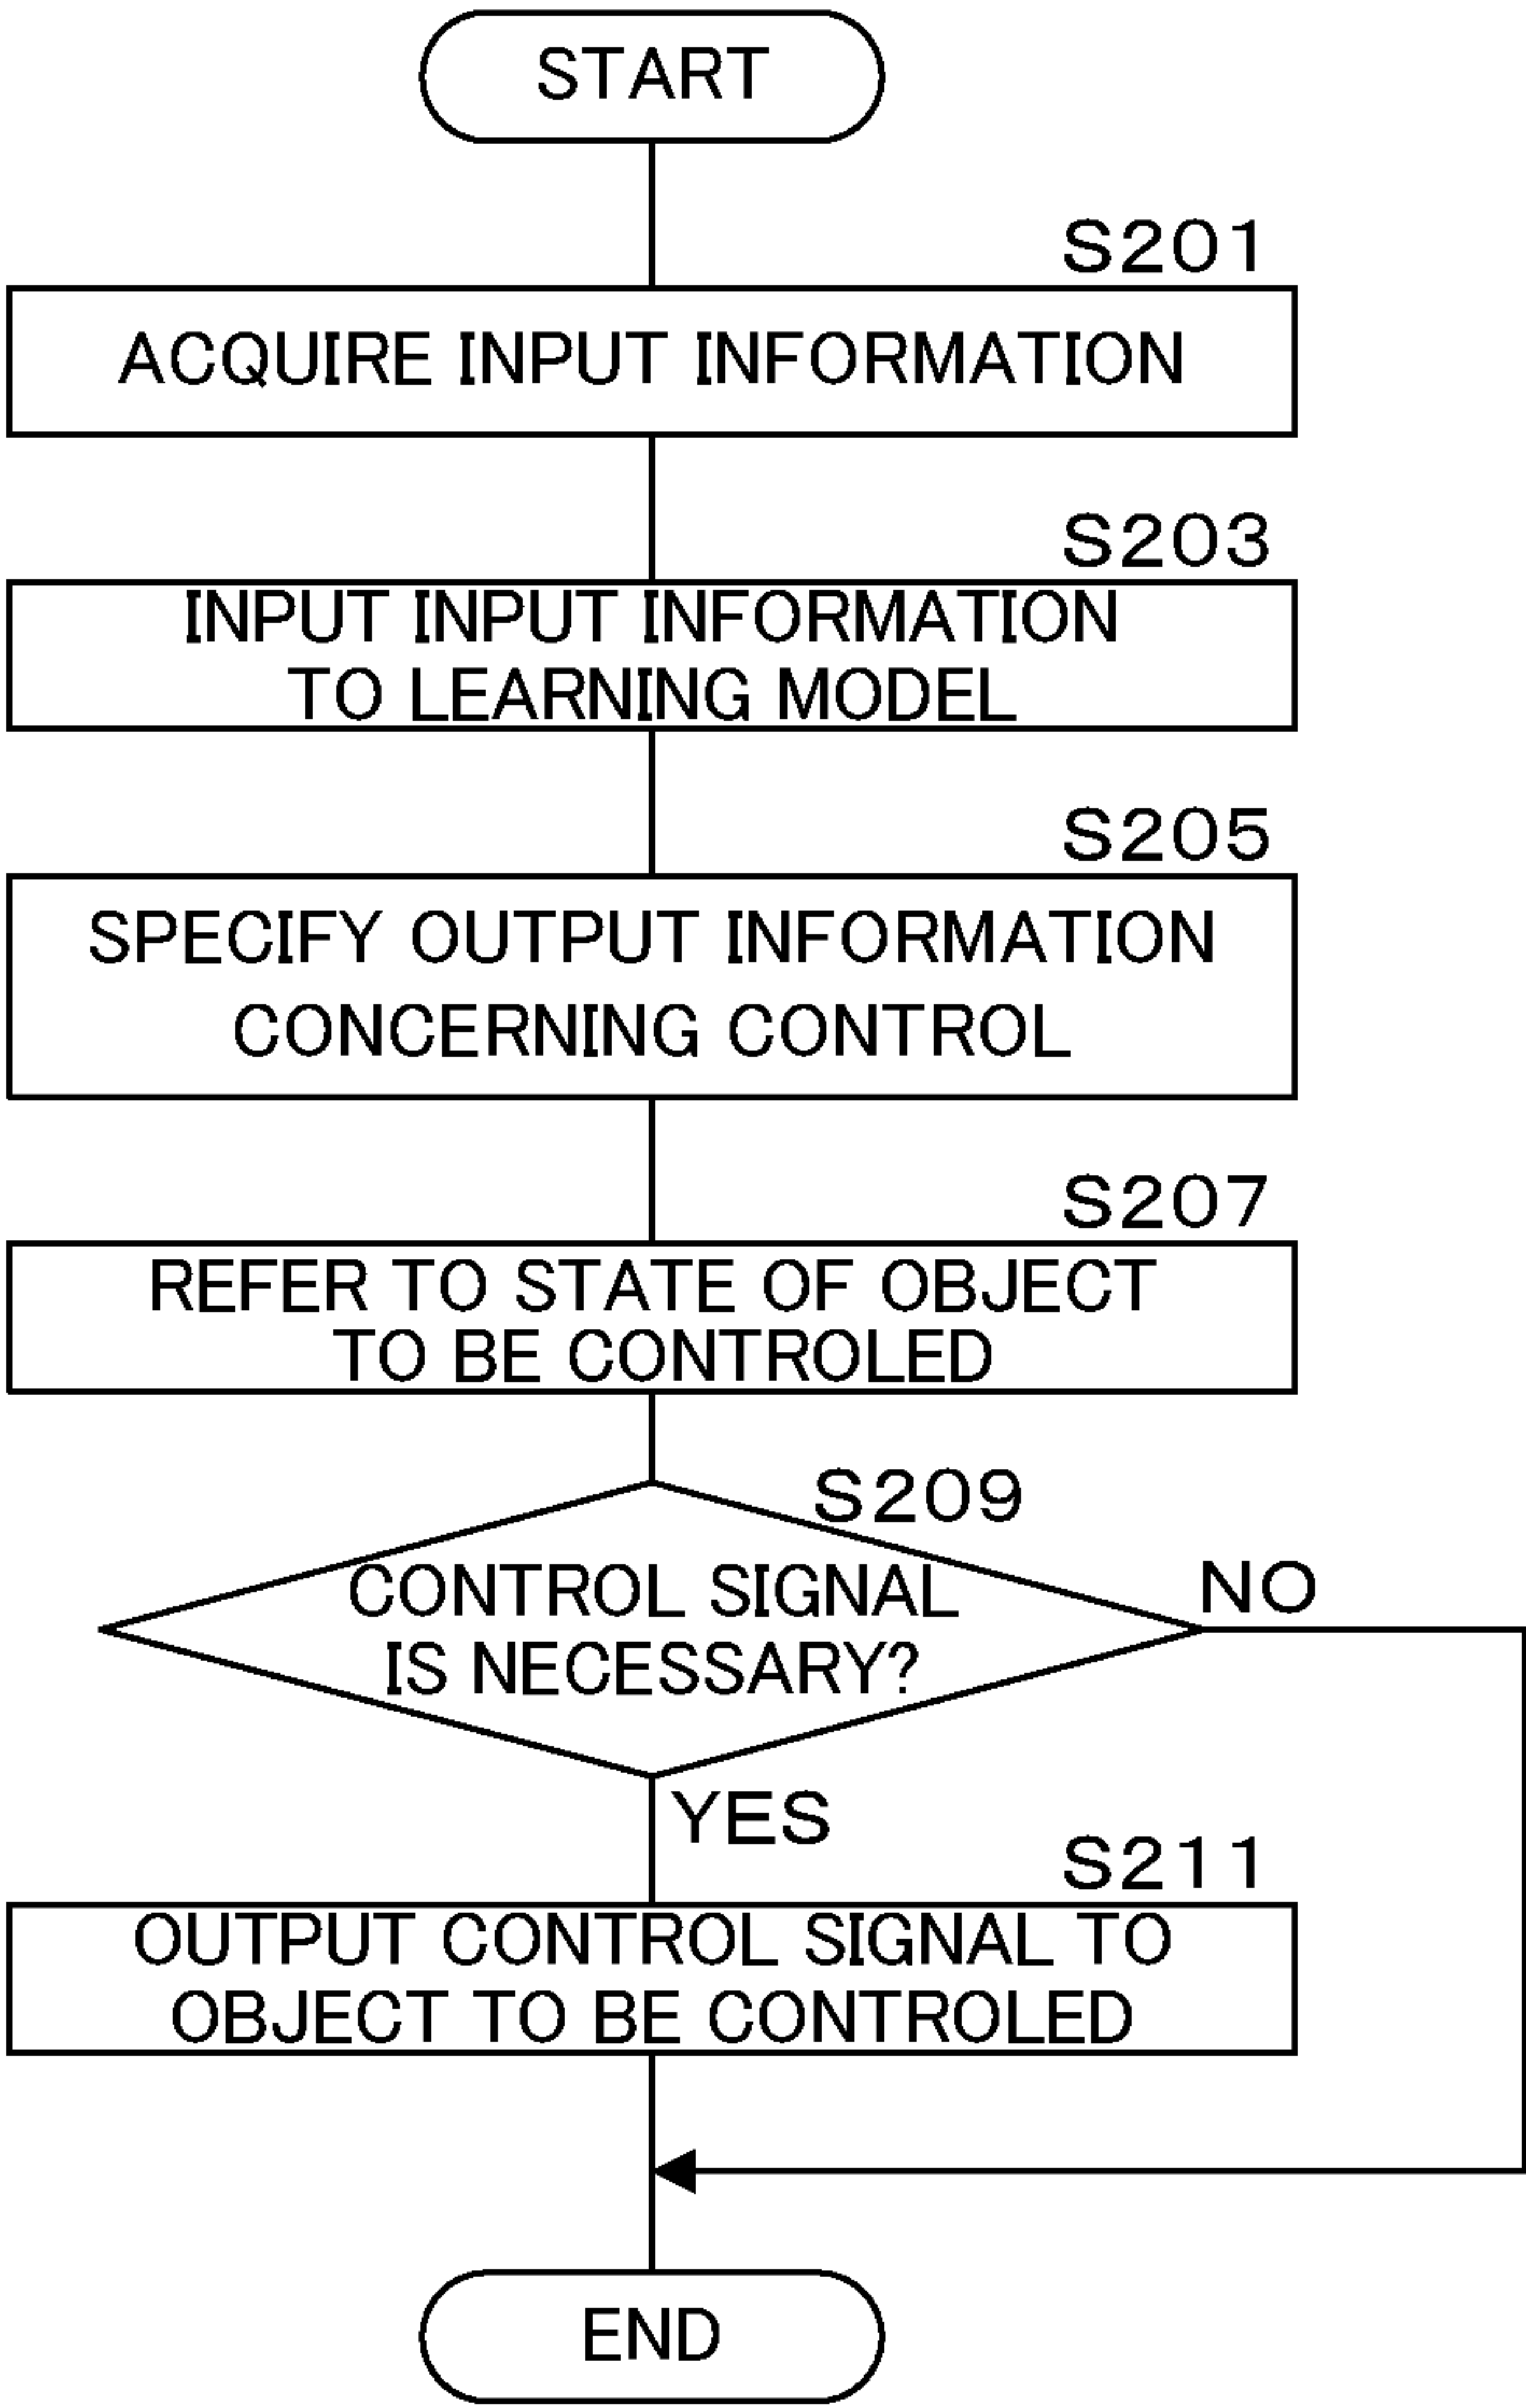 START
S201
ACQUIRE INPUT INFORMATION
S203
INPUT INPUT INFORMATION
TO LEARNING MODEL
S205
SPECIFY OUTPUT INFORMATION
CONCERNING CONTROL
S207
REFER TO STATE OF OBJECT
TO BE CONTROLED
S209
CONTROL SIGNAL
IS NECESSARY?
NO
YES
S211
OUTPUT CONTROL SIGNAL TO
OBJECT TO BE CONTROLED
END